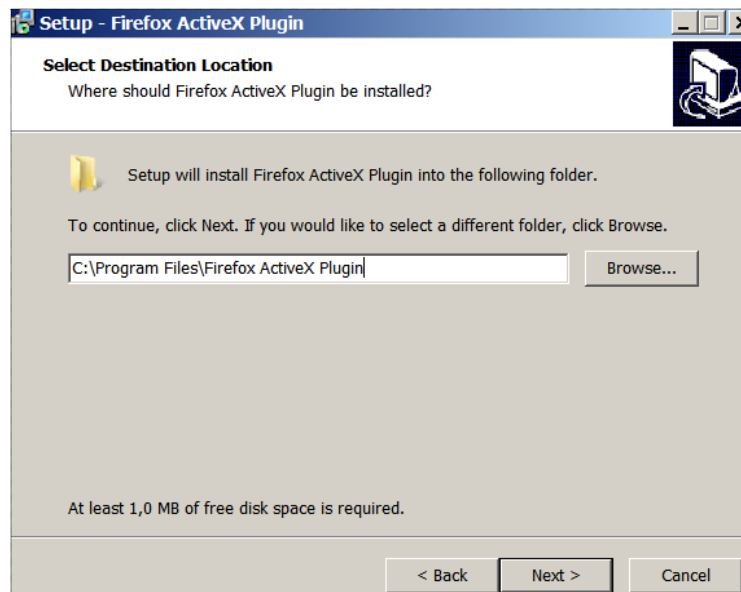 Setup - Firefox ActiveX Plugin
Select Destination Location
Where should Firefox ActiveX Plugin be installed?
Setup will install Firefox ActiveX Plugin into the following folder.
To continue, click Next. If you would like to select a different folder, click Browse.
C:\Program Files\Firefox ActiveX Plugin
Browse...
At least 1,0 MB of free disk space is required.
< Back
Next >
Cancel